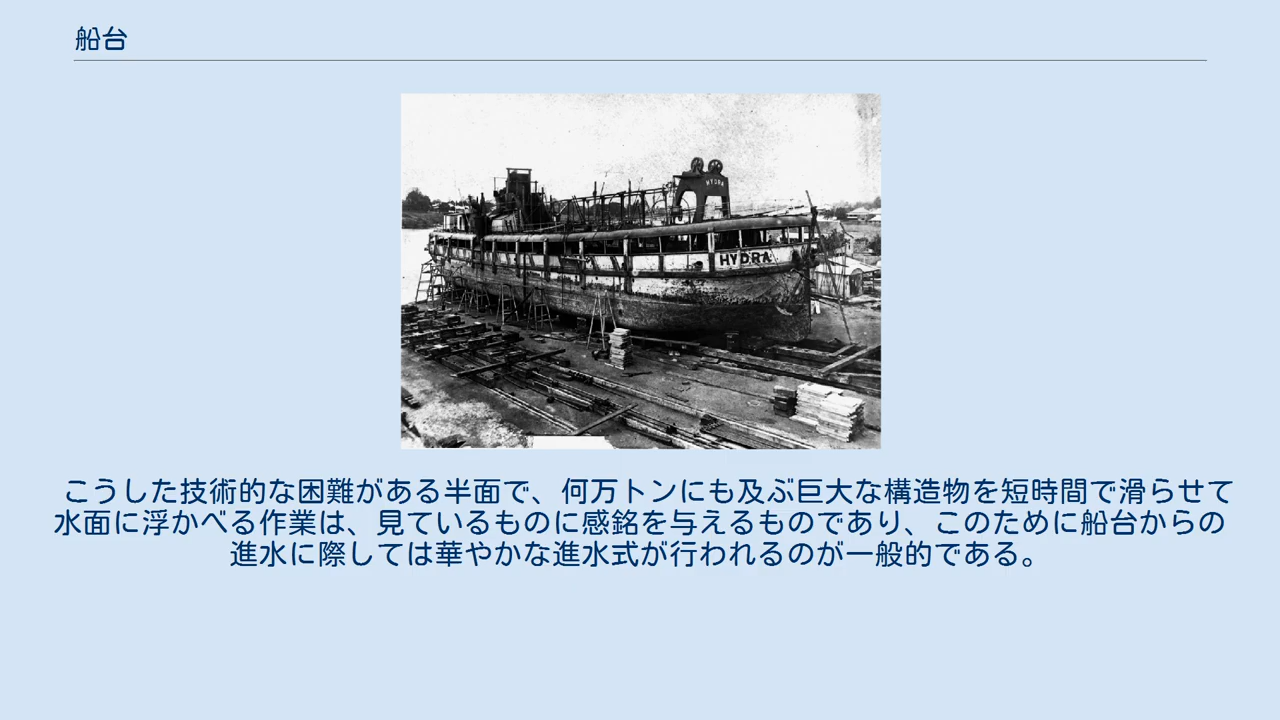 船台
HYDRA
HYDRA
こうした技術的な困難がある半面で、何万トンにも及ぶ巨大な構造物を短時間で滑らせて
水面に浮かべる作業は、見ているものに感銘を与えるものであり、このために船台からの
進水に際しては華やかな進水式が行われるのが一般的である。